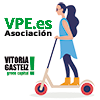 VPE.es
Asociación
VITORIA
GASTEIZ
green capital